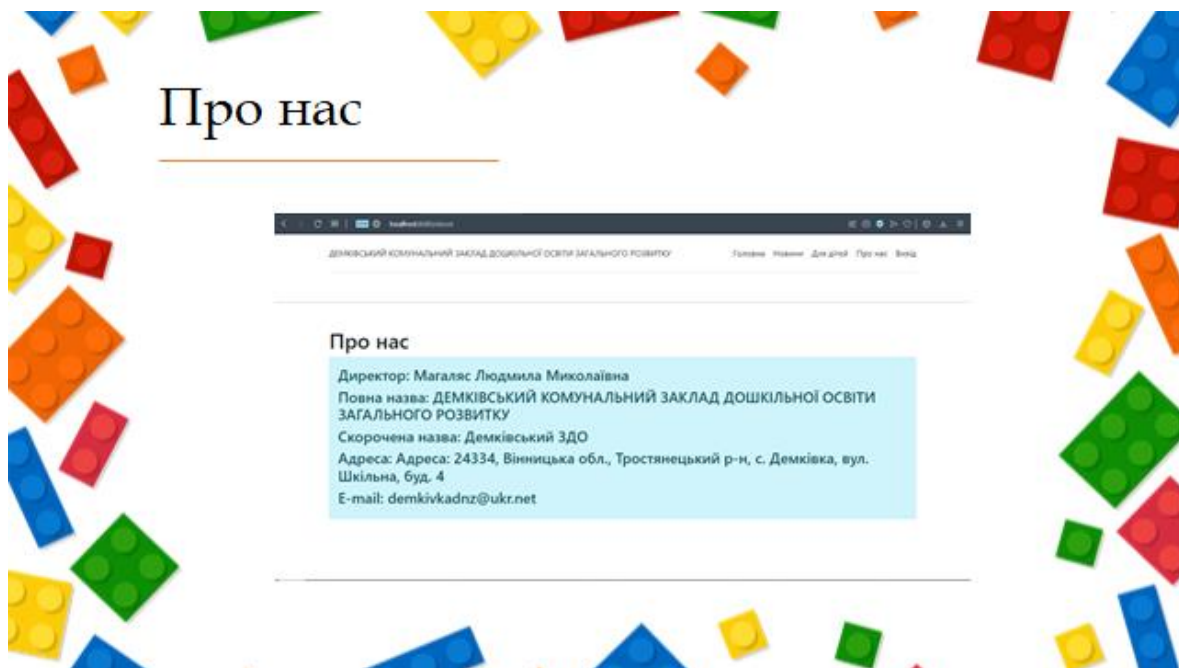 Про нас
ДЕМКІВСЬКИЙ КОМУНАЛЬНИЙ ЗАКЛАД ДОШКІЛЬНОЇ ОСВІТИ ЗАГАЛЬНОГО РОЗВИТКУ Головна Новини Для дітей Про нас Вихід
Про нас
Директор: Магаляс Людмила Миколаївна
Повна назва: ДЕМКІВСЬКИЙ КОМУНАЛЬНИЙ ЗАКЛАД ДОШКІЛЬНОЇ ОСВІТИ
ЗАГАЛЬНОГО РОЗВИТКУ
Скорочена назва: Демківський ЗДО
Адреса: Адреса: 24334, Вінницька обл., Тростянецький р-н, с. Демківка, вул.
Шкільна, буд. 4
E-mail: demkivkadnz@ukr.net